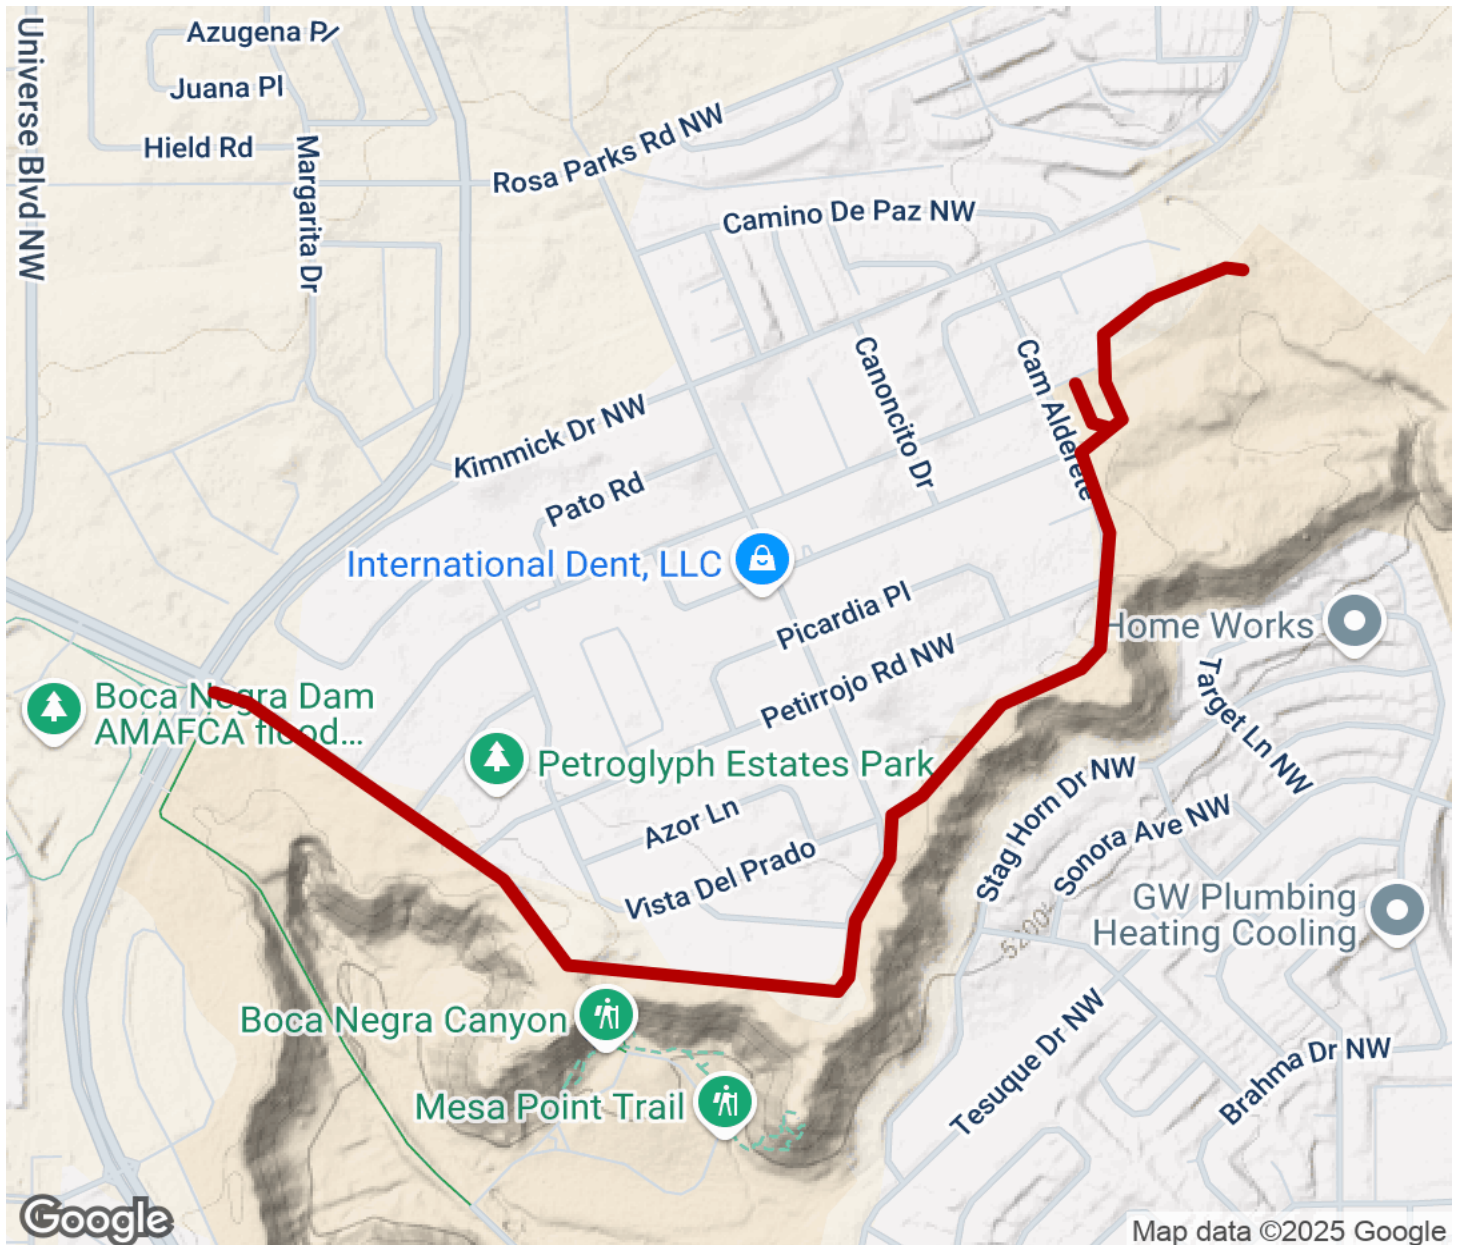 Azugena P
Juana Pl
Hield Rd
Universe Blvd NW
Margarita Dr
Rosa Parks Rd NW
Camino De Paz NW
Canoncito Dr
Cam Alderete
Kimmick Dr NW
Pato Rd
International Dent, LLC
Picardia Pl
Petirrojo Rd NW
Home Works
Target Ln NW
Boca Negra Dam
AMAFCA flood...
Petroglyph Estates Park
Azor Ln
Vista Del Prado
Stag Horn Dr NW
Sonora Ave NW
GW Plumbing
Heating Cooling
5200'
Boca Negra Canyon
Mesa Point Trail
Tesuque Dr NW
Brahma Dr NW
Google
Map data ©2025 Google